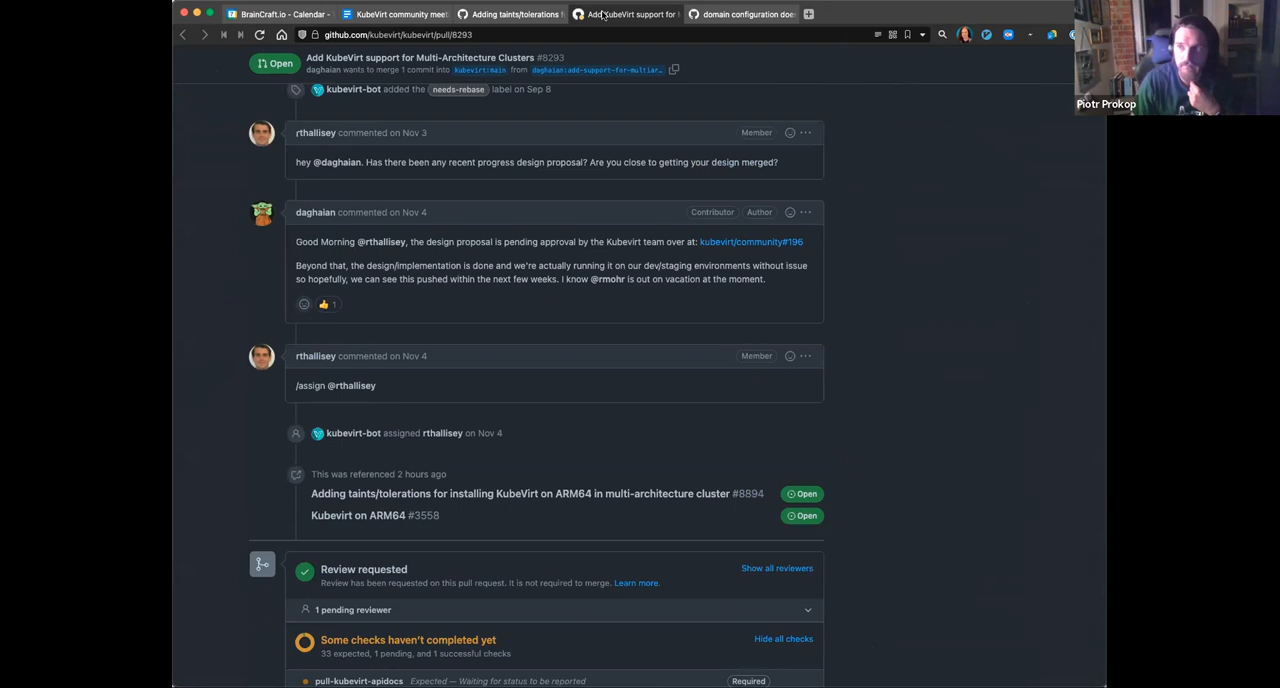 BrainCraft.io - Calendar -
KubeVirt community meet
Adding taints/tolerations f
Add KubeVirt support for M
domain configuration doe
github.com/kubevirt/kubevirt/pull/8293
Open
Add KubeVirt support for Multi-Architecture Clusters #8293
daghaian wants to merge 1 commit into kubevirt:main from daghaian:add-support-for-multiar…
kubevirt-bot added the needs-rebase label on Sep 8
rthallisey commented on Nov 3
Member
hey @daghaian. Has there been any recent progress design proposal? Are you close to getting your design merged?
daghaian commented on Nov 4
Contributor
Author
Good Morning @rthallisey, the design proposal is pending approval by the Kubevirt team over at: kubevirt/community#196
Beyond that, the design/implementation is done and we're actually running it on our dev/staging environments without issue
so hopefully, we can see this pushed within the next few weeks. I know @rmohr is out on vacation at the moment.
1
rthallisey commented on Nov 4
Member
/assign @rthallisey
kubevirt-bot assigned rthallisey on Nov 4
This was referenced 2 hours ago
Adding taints/tolerations for installing KubeVirt on ARM64 in multi-architecture cluster #8894
Open
Kubevirt on ARM64 #3558
Open
Review requested
Show all reviewers
Review has been requested on this pull request. It is not required to merge. Learn more.
1 pending reviewer
Some checks haven't completed yet
Hide all checks
33 expected, 1 pending, and 1 successful checks
pull-kubevirt-apidocs Expected — Waiting for status to be reported
Required
Piotr Prokop